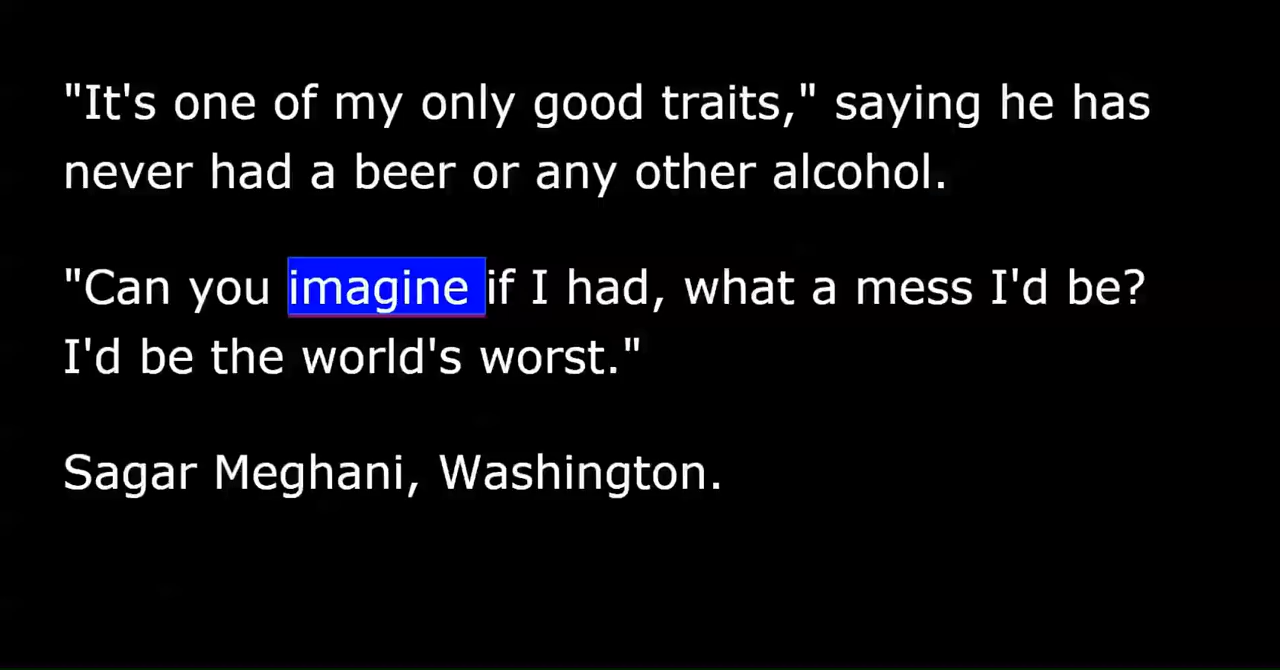 "It's one of my only good traits," saying he has
never had a beer or any other alcohol.
"Can you imagine if I had, what a mess I'd be?
I'd be the world's worst."
Sagar Meghani, Washington.